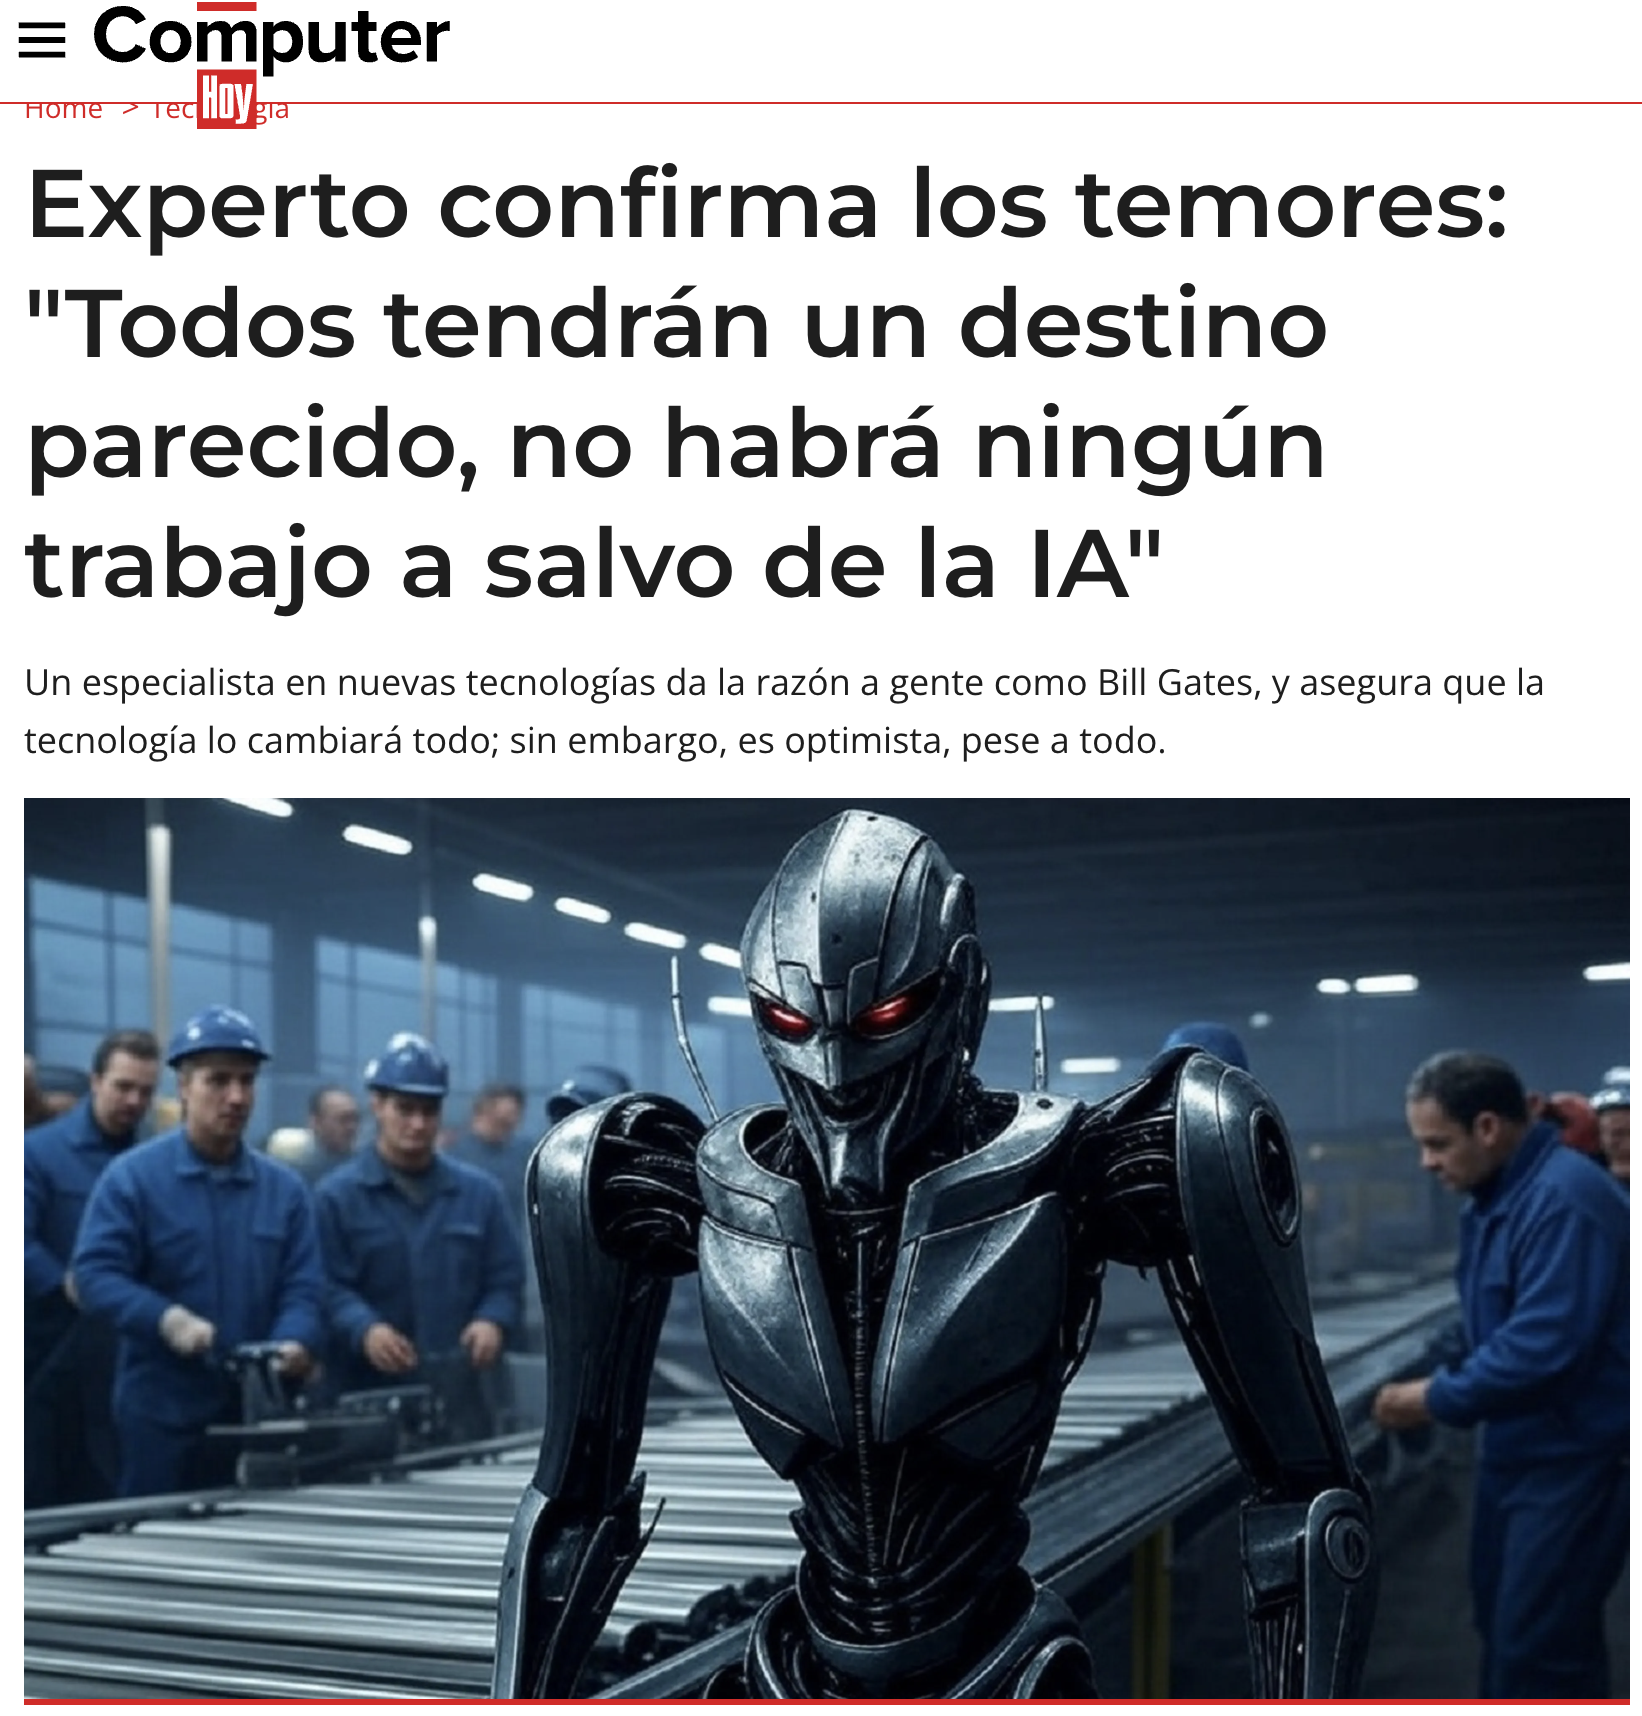 Computer
Hoy
Home > Tecnología
Experto confirma los temores:
"Todos tendrán un destino
parecido, no habrá ningún
trabajo a salvo de la IA"
Un especialista en nuevas tecnologías da la razón a gente como Bill Gates, y asegura que la
tecnología lo cambiará todo; sin embargo, es optimista, pese a todo.